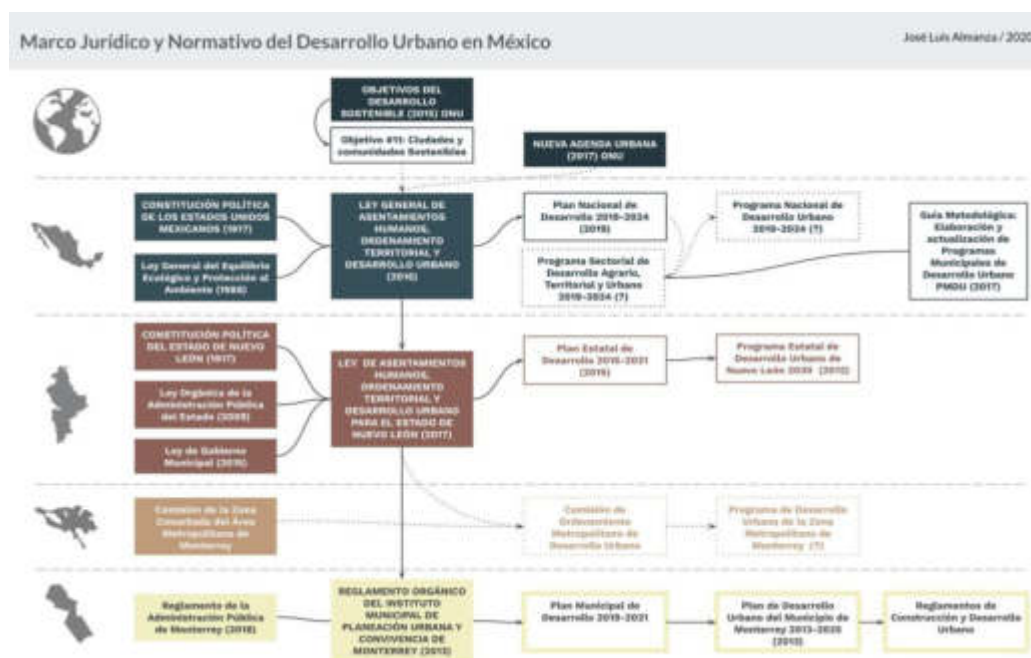 Marco Jurídico y Normativo del Desarrollo Urbano en México
José Luis Almanza / 2020
OBJETIVOS DEL
DESARROLLO
SOSTENIBLE (2015) ONU
Objetivo #11: Ciudades y
comunidades Sostenibles
NUEVA AGENDA URBANA
(2017) ONU
CONSTITUCIÓN POLÍTICA
DE LOS ESTADOS UNIDOS
MEXICANOS (1917)
Ley General del Equilibrio
Ecológico y Protección al
Ambiente (1988)
LEY GENERAL DE
ASENTAMIENTOS
HUMANOS,
ORDENAMIENTO
TERRITORIAL Y
DESARROLLO URBANO
(2016)
Plan Nacional de
Desarrollo 2019-2024
(2019)
Programa Sectorial de
Desarrollo Agrario,
Territorial y Urbano
2019-2024 (?)
Programa Nacional de
Desarrollo Urbano
2019-2024 (?)
Guía Metodológica:
Elaboración y
actualización de
Programas
Municipales de
Desarrollo Urbano
PMDU (2017)
CONSTITUCIÓN POLÍTICA
DEL ESTADO DE NUEVO
LEÓN (1917)
Ley Orgánica de la
Administración Pública
del Estado
Ley de Gobierno
Municipal (2015)
LEY DE ASENTAMIENTOS
HUMANOS,
ORDENAMIENTO
TERRITORIAL Y
DESARROLLO URBANO
PARA EL ESTADO DE
NUEVO LEÓN (2017)
Plan Estatal de
Desarrollo 2015-2021
(2015)
Programa Estatal de
Desarrollo Urbano de
Nuevo León 2030
Comisión de la Zona
Conurbada del Área
Metropolitana de
Monterrey
Comisión de
Ordenamiento
Metropolitano de
Desarrollo Urbano
Programa de Desarrollo
Urbano de la Zona
Metropolitana de
Monterrey (?)
Reglamento de la
Administración Pública
de Monterrey (2018)
REGLAMENTO ORGÁNICO
DEL INSTITUTO
MUNICIPAL DE
PLANEACIÓN URBANA Y
CONVIVENCIA DE
MONTERREY (2013)
Plan Municipal de
Desarrollo 2019-2021
Plan de Desarrollo
Urbano del Municipio de
Monterrey 2013-2025
(2013)
Reglamentos de
Construcción y Desarrollo
Urbano